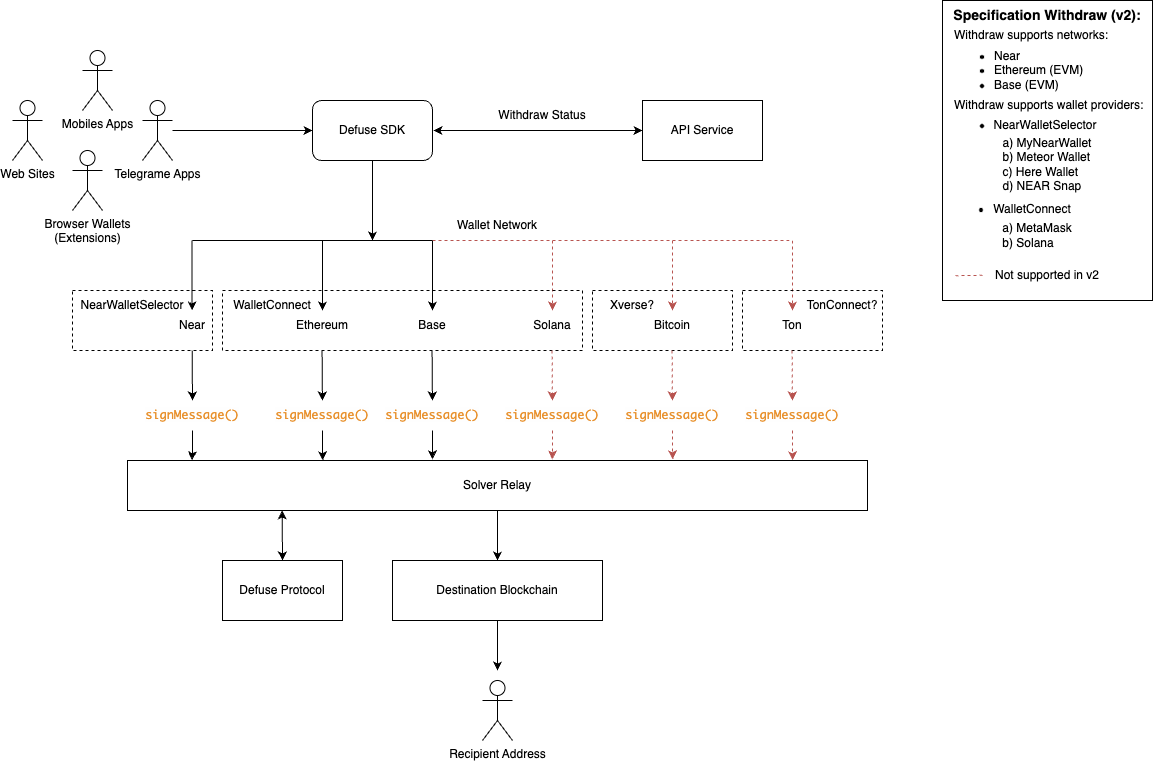 Specification Withdraw (v2):
Withdraw supports networks:
• Near
• Ethereum (EVM)
• Base (EVM)
Withdraw supports wallet providers:
• NearWalletSelector
a) MyNearWallet
b) Meteor Wallet
c) Here Wallet
d) NEAR Snap
• WalletConnect
a) MetaMask
b) Solana
Not supported in v2
Mobiles Apps
Web Sites
Telegrame Apps
Browser Wallets
(Extensions)
Defuse SDK
Withdraw Status
API Service
Wallet Network
NearWalletSelector
Near
WalletConnect
Ethereum
Base
Solana
Xverse?
Bitcoin
TonConnect?
Ton
signMessage()
signMessage()
signMessage()
signMessage()
signMessage()
signMessage()
Solver Relay
Defuse Protocol
Destination Blockchain
Recipient Address